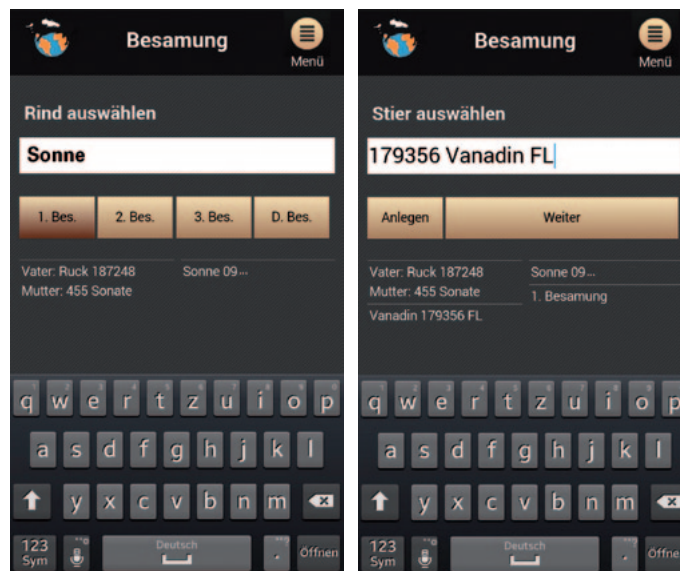 Besamung
Menü
Rind auswählen
Sonne
1. Bes. 2. Bes. 3. Bes. D. Bes.
Vater: Ruck 187248 Sonne 09...
Mutter: 455 Sonate
q w e r t z u i o p
a s d f g h j k l
y x c v b n m
123
Sym
Deutsch
. Öffnen
Besamung
Menü
Stier auswählen
179356 Vanadin FL
Anlegen Weiter
Vater: Ruck 187248 Sonne 09...
Mutter: 455 Sonate 1. Besamung
Vanadin 179356 FL
q w e r t z u i o p
a s d f g h j k l
y x c v b n m
123
Sym
Deutsch
. Öffne